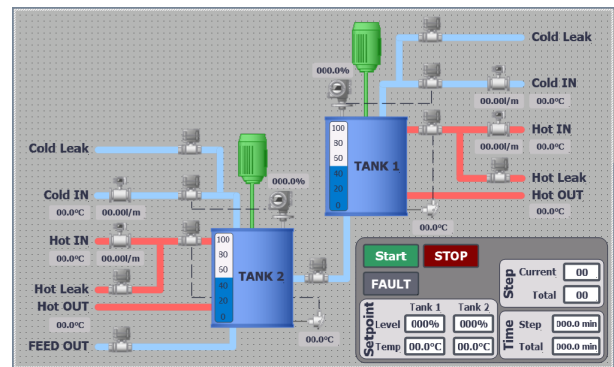 Cold Leak
000.0%
Cold IN
00.00l/m 00.0°C
100
80
60
40
20
0
TANK 1
Hot IN
00.00l/m 00.0°C
Hot Leak
Hot OUT
00.0°C
00.0°C
Cold Leak
000.0%
Cold IN
00.0°C 00.00l/m
Hot IN
00.0°C 00.00l/m
100
80
60
40
20
0
TANK 2
Hot Leak
Hot OUT
00.0°C
00.0°C
FEED OUT
Start STOP
FAULT
Step
Current 00
Total 00
Setpoint
Tank 1 Tank 2
Level 000% 000%
Temp 00.0°C 00.0°C
Time
Step 000.0 min
Total 000.0 min